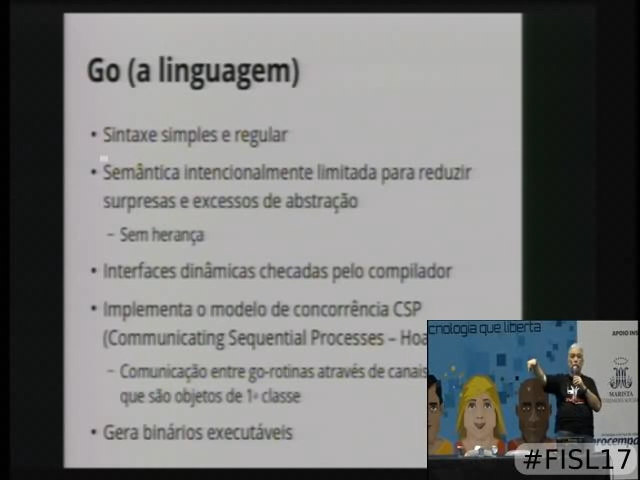 Go (a linguagem)
• Sintaxe simples e regular
• Semântica intencionalmente limitada para reduzir
surpresas e excessos de abstração
– Sem herança
• Interfaces dinâmicas checadas pelo compilador
• Implementa o modelo de concorrência CSP
(Communicating Sequential Processes – Hoa
– Comunicação entre go-rotinas através de canais
que são objetos de 1ª classe
• Gera binários executáveis
cnologia que liberta
APOIO INS
MARISTA
procempa
#FISL17